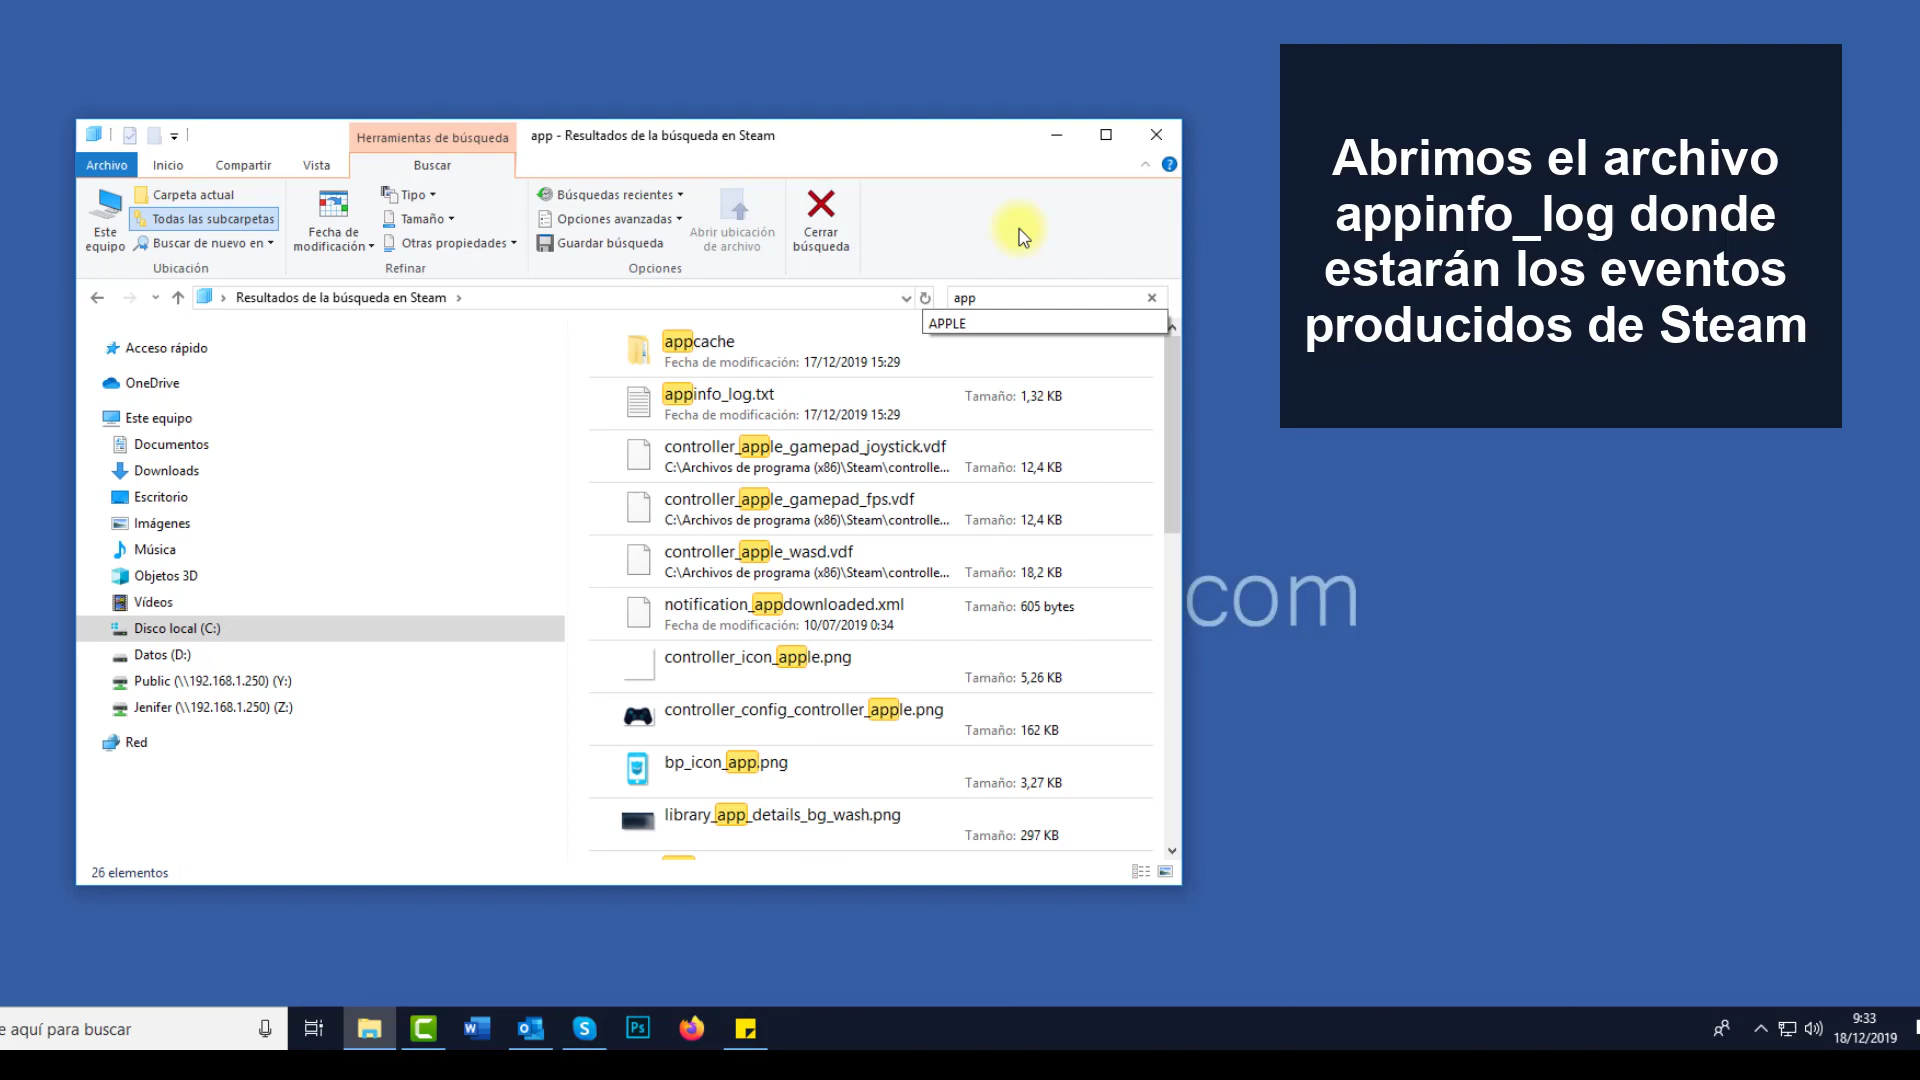 Abrimos el archivo
appinfo_log donde
estarán los eventos
producidos de Steam
Herramientas de búsqueda
app - Resultados de la búsqueda en Steam
Archivo
Inicio
Compartir
Vista
Buscar
Este
equipo
Carpeta actual
Todas las subcarpetas
Buscar de nuevo en
Ubicación
Fecha de
modificación
Tipo
Tamaño
Otras propiedades
Refinar
Búsquedas recientes
Opciones avanzadas
Guardar búsqueda
Abrir ubicación
de archivo
Opciones
Cerrar
búsqueda
Resultados de la búsqueda en Steam
app
APPLE
Acceso rápido
OneDrive
Este equipo
Documentos
Downloads
Escritorio
Imágenes
Música
Objetos 3D
Vídeos
Disco local (C:)
Datos (D:)
Public (\\192.168.1.250) (Y:)
Jenifer (\\192.168.1.250) (Z:)
Red
appcache
Fecha de modificación: 17/12/2019 15:29
appinfo_log.txt
Tamaño: 1,32 KB
Fecha de modificación: 17/12/2019 15:29
controller_apple_gamepad_joystick.vdf
C:\Archivos de programa (x86)\Steam\controlle... Tamaño: 12,4 KB
controller_apple_gamepad_fps.vdf
C:\Archivos de programa (x86)\Steam\controlle... Tamaño: 12,4 KB
controller_apple_wasd.vdf
C:\Archivos de programa (x86)\Steam\controlle... Tamaño: 18,2 KB
notification_appdownloaded.xml
Tamaño: 605 bytes
Fecha de modificación: 10/07/2019 0:34
controller_icon_apple.png
Tamaño: 5,26 KB
controller_config_controller_apple.png
Tamaño: 162 KB
bp_icon_app.png
Tamaño: 3,27 KB
library_app_details_bg_wash.png
Tamaño: 297 KB
26 elementos
com
e aquí para buscar
9:33
18/12/2019